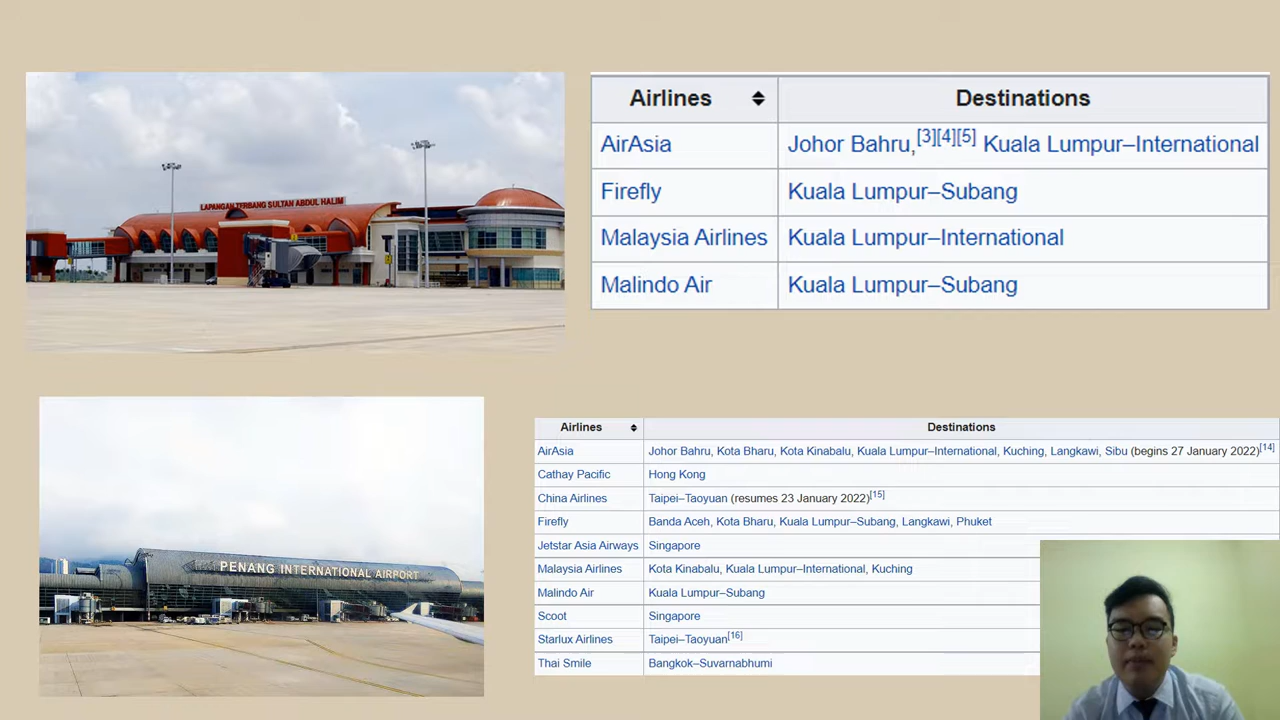 LAPANGAN TERBANG SULTAN ABDUL HALIM
Airlines Destinations
AirAsia Johor Bahru,[3][4][5] Kuala Lumpur–International
Firefly Kuala Lumpur–Subang
Malaysia Airlines Kuala Lumpur–International
Malindo Air Kuala Lumpur–Subang
PENANG INTERNATIONAL AIRPORT
Airlines Destinations
AirAsia Johor Bahru, Kota Bharu, Kota Kinabalu, Kuala Lumpur–International, Kuching, Langkawi, Sibu (begins 27 January 2022)[14]
Cathay Pacific Hong Kong
China Airlines Taipei–Taoyuan (resumes 23 January 2022)[15]
Firefly Banda Aceh, Kota Bharu, Kuala Lumpur–Subang, Langkawi, Phuket
Jetstar Asia Airways Singapore
Malaysia Airlines Kota Kinabalu, Kuala Lumpur–International, Kuching
Malindo Air Kuala Lumpur–Subang
Scoot Singapore
Starlux Airlines Taipei–Taoyuan[16]
Thai Smile Bangkok–Suvarnabhumi